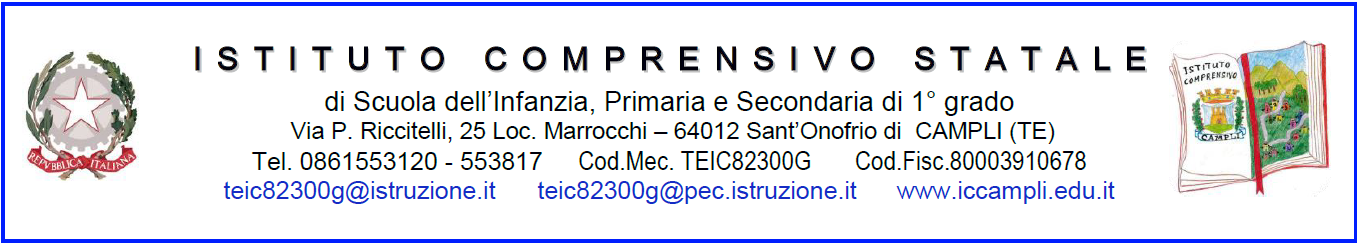 ISTITUTO COMPRENSIVO STATALE
di Scuola dell’Infanzia, Primaria e Secondaria di 1° grado
Via P. Riccitelli, 25 Loc. Marrocchi – 64012 Sant’Onofrio di CAMPLI (TE)
Tel. 0861553120 - 553817 Cod.Mec. TEIC82300G Cod.Fisc.80003910678
teic82300g@istruzione.it teic82300g@pec.istruzione.it www.iccampli.edu.it
REPVBBLICA ITALIANA
ISTITUTO
COMPRENSIVO
CAMPLI